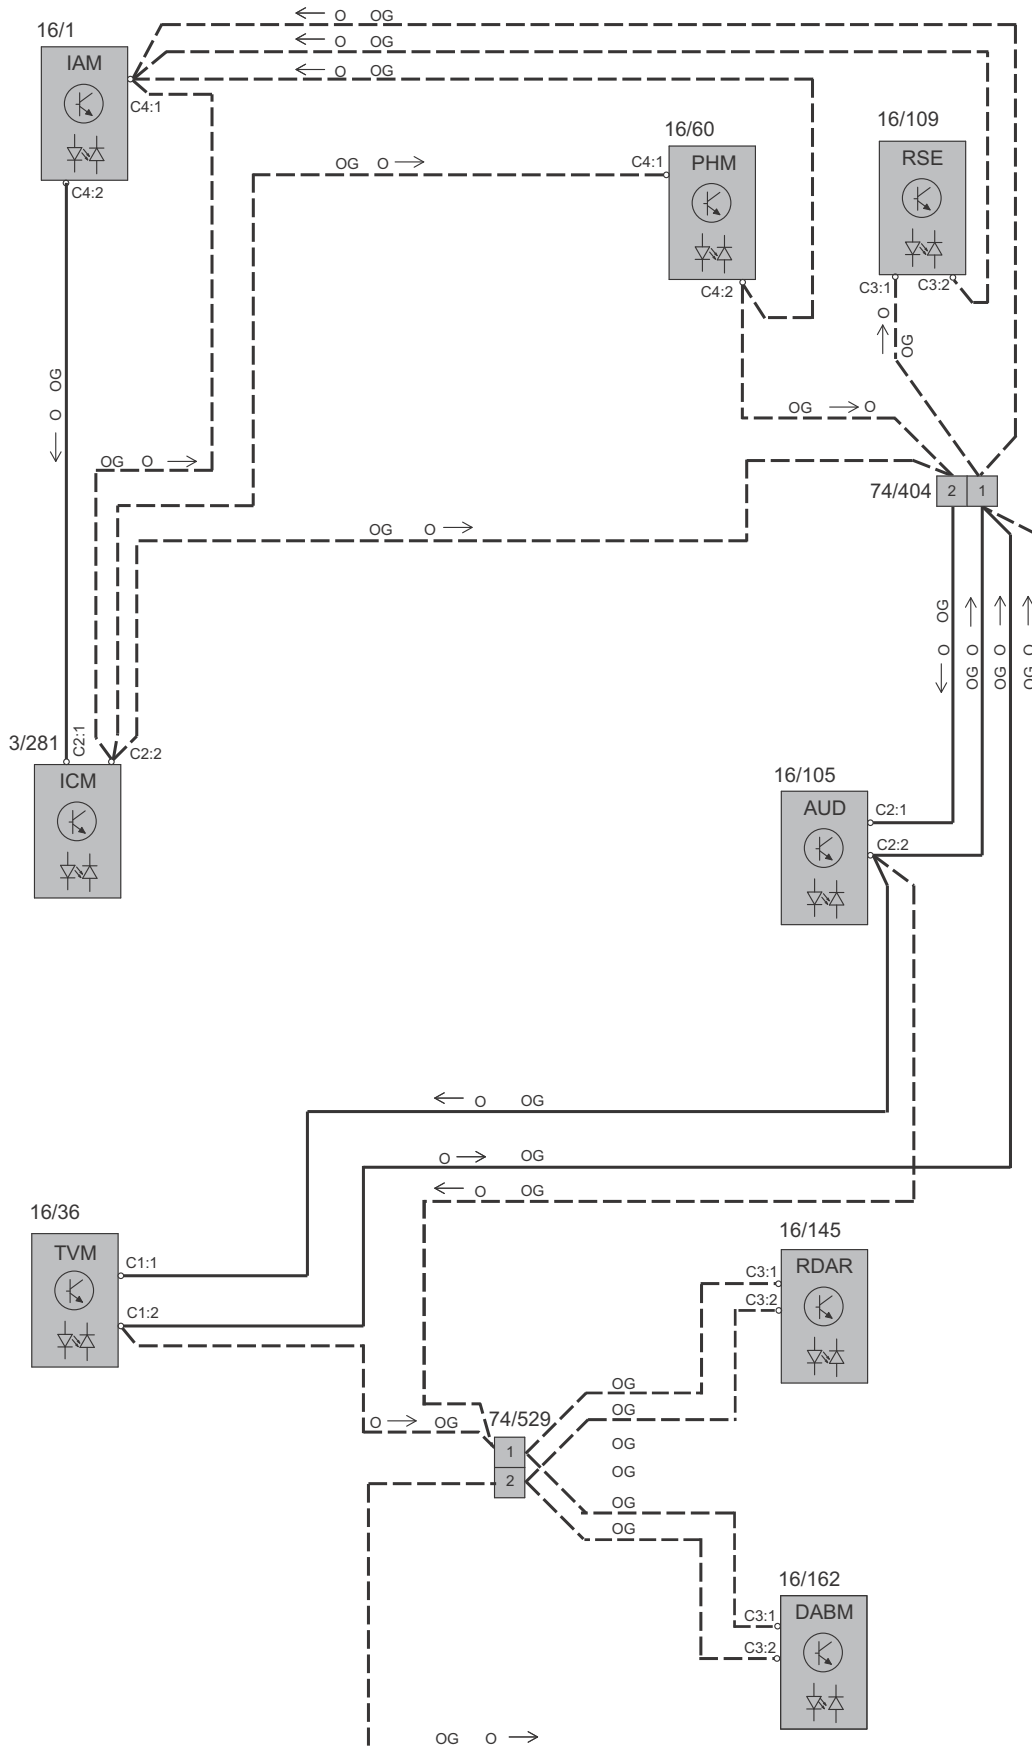 O OG
16/1
O OG
IAM
O OG
C4:1
16/109
16/60
RSE
OG O
C4:1
PHM
C4:2
C3:1
C3:2
C4:2
O
OG
O OG
OG O
OG O
74/404
2
1
OG O
O OG
OG O
OG O
OG O
3/281
C2:1
C2:2
ICM
16/105
AUD
C2:1
C2:2
O OG
O OG
O OG
16/36
TVM
C1:1
C1:2
16/145
RDAR
C3:1
C3:2
OG
OG
O OG
74/529
1
2
OG
OG
OG
OG
16/162
DABM
C3:1
C3:2
OG O